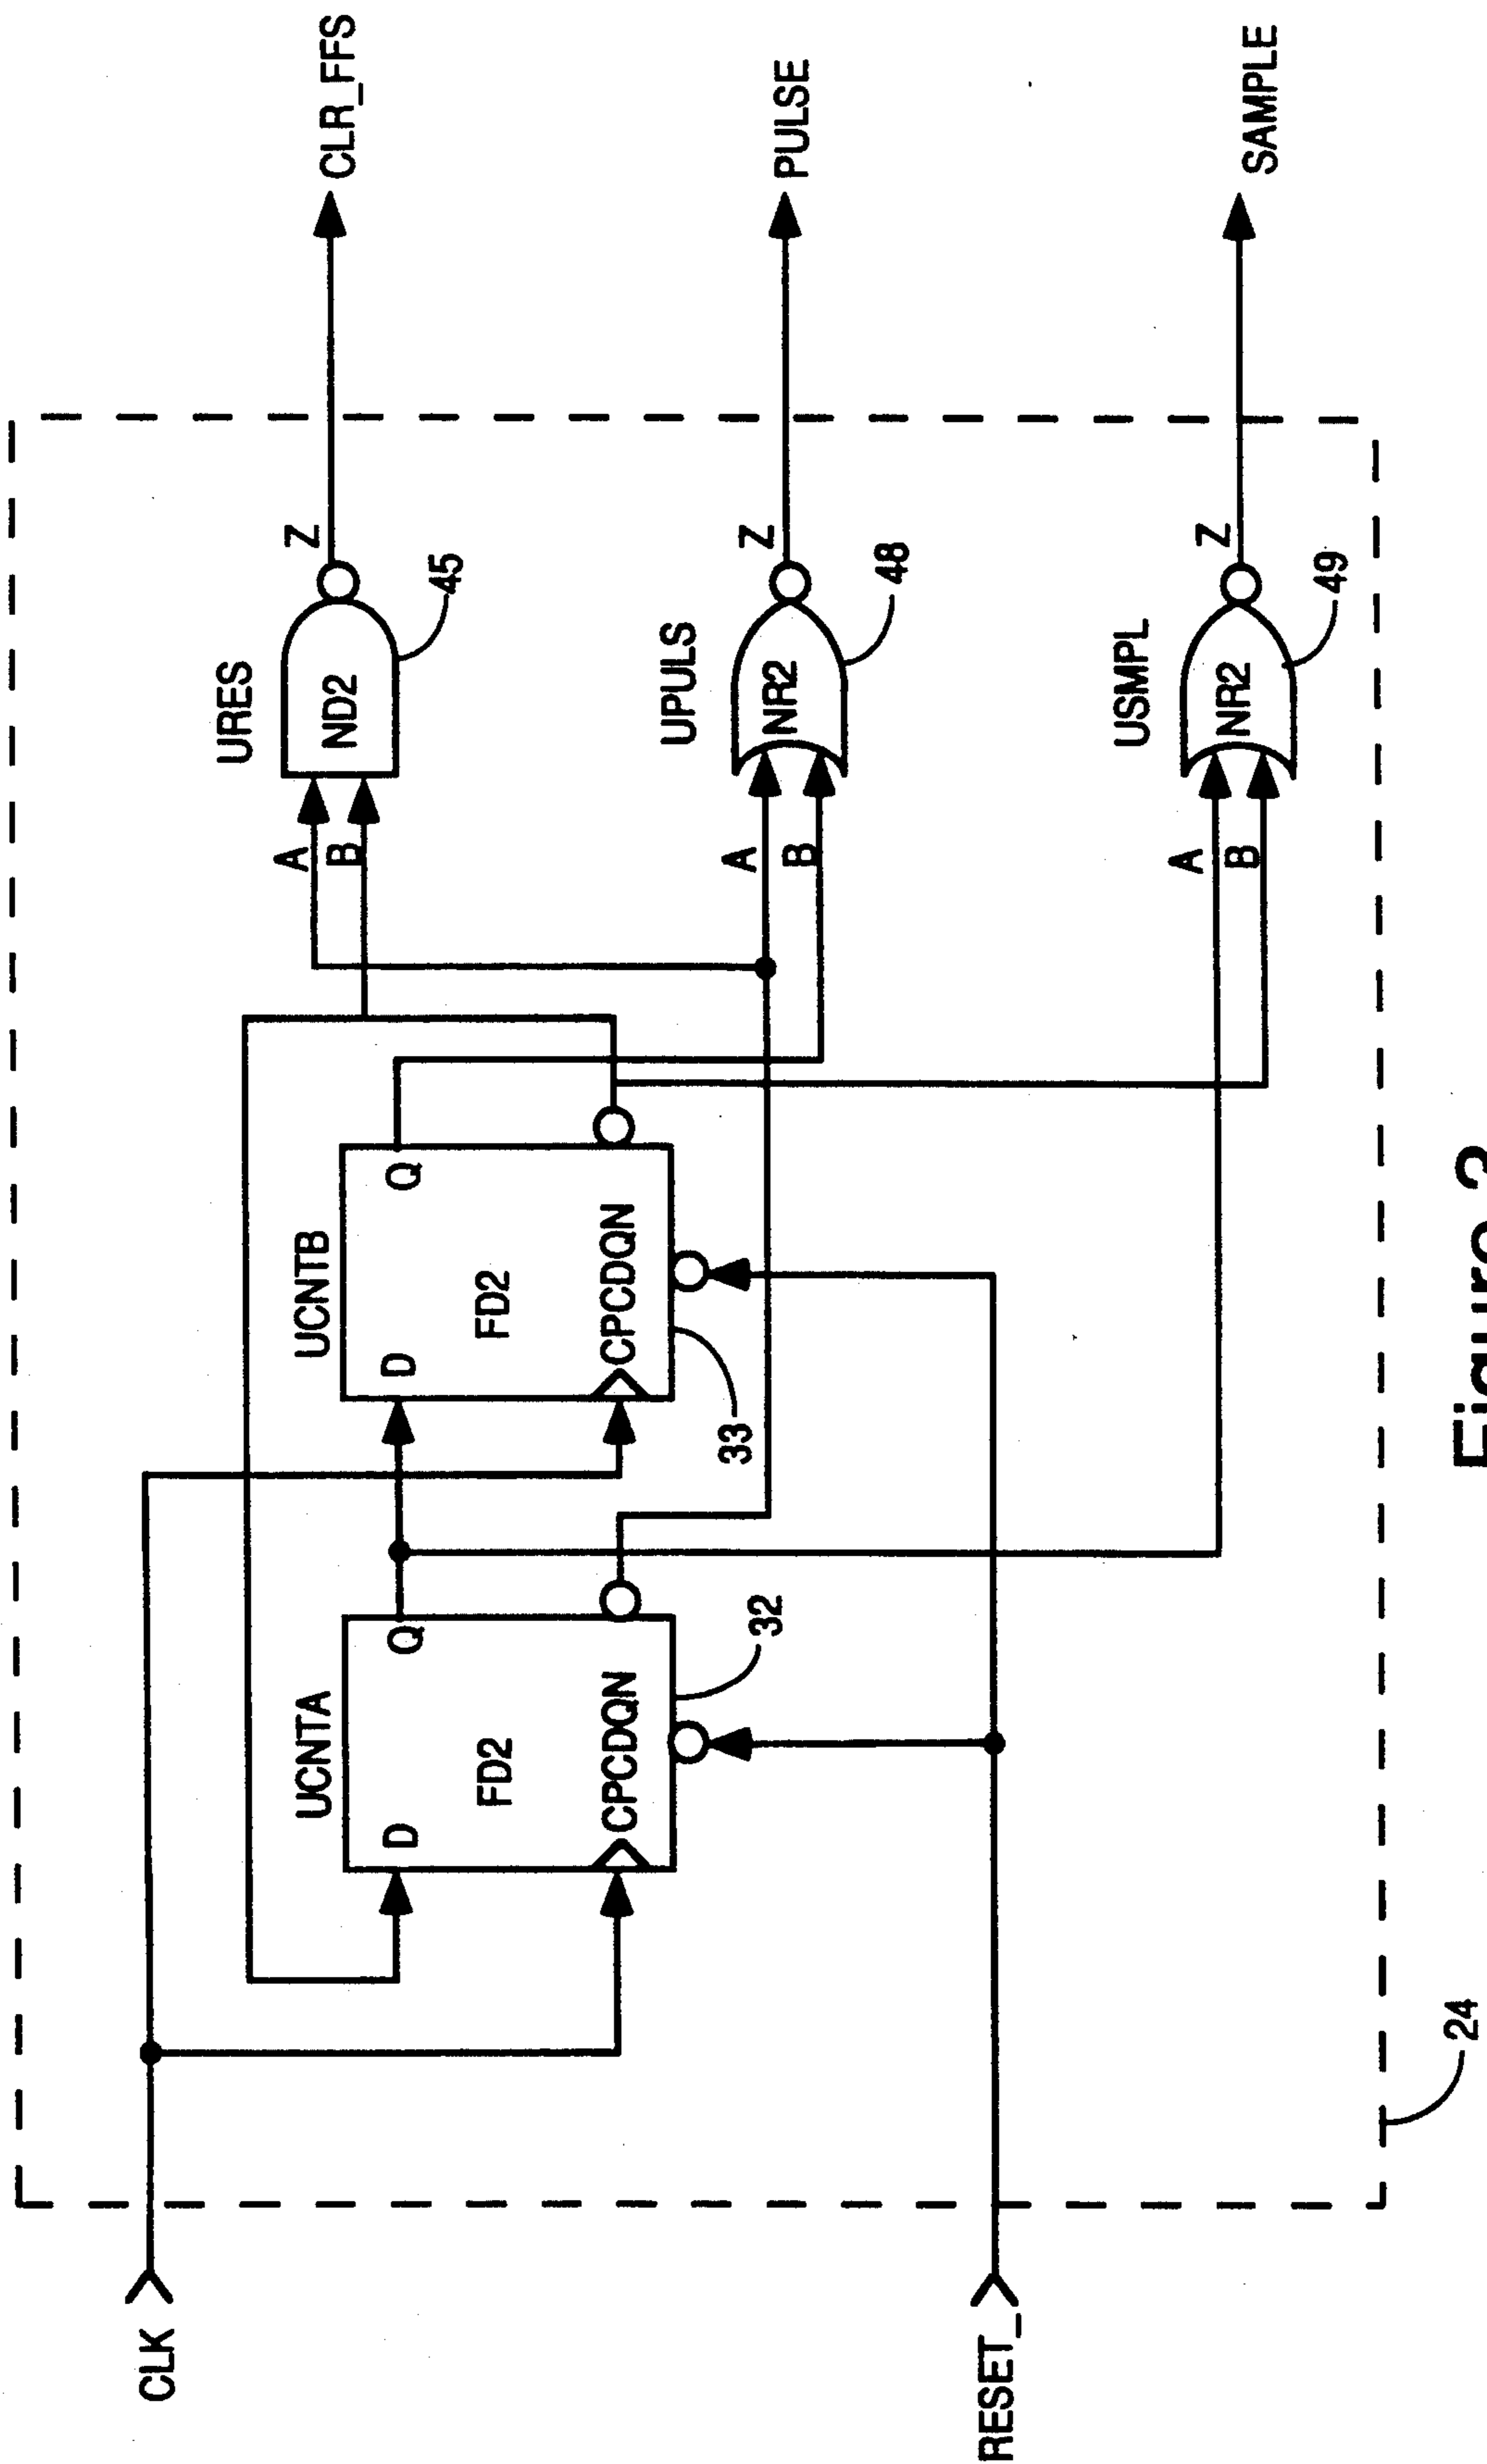 CLK
RESET_
UCNTA
D
Q
FD2
CPCDQN
32
UCNTB
D
Q
FD2
CPCDQN
33
URES
A
B
ND2
Z
45
CLR_FFS
UPULS
A
B
NR2
Z
48
PULSE
USMPL
A
B
NR2
Z
49
SAMPLE
24